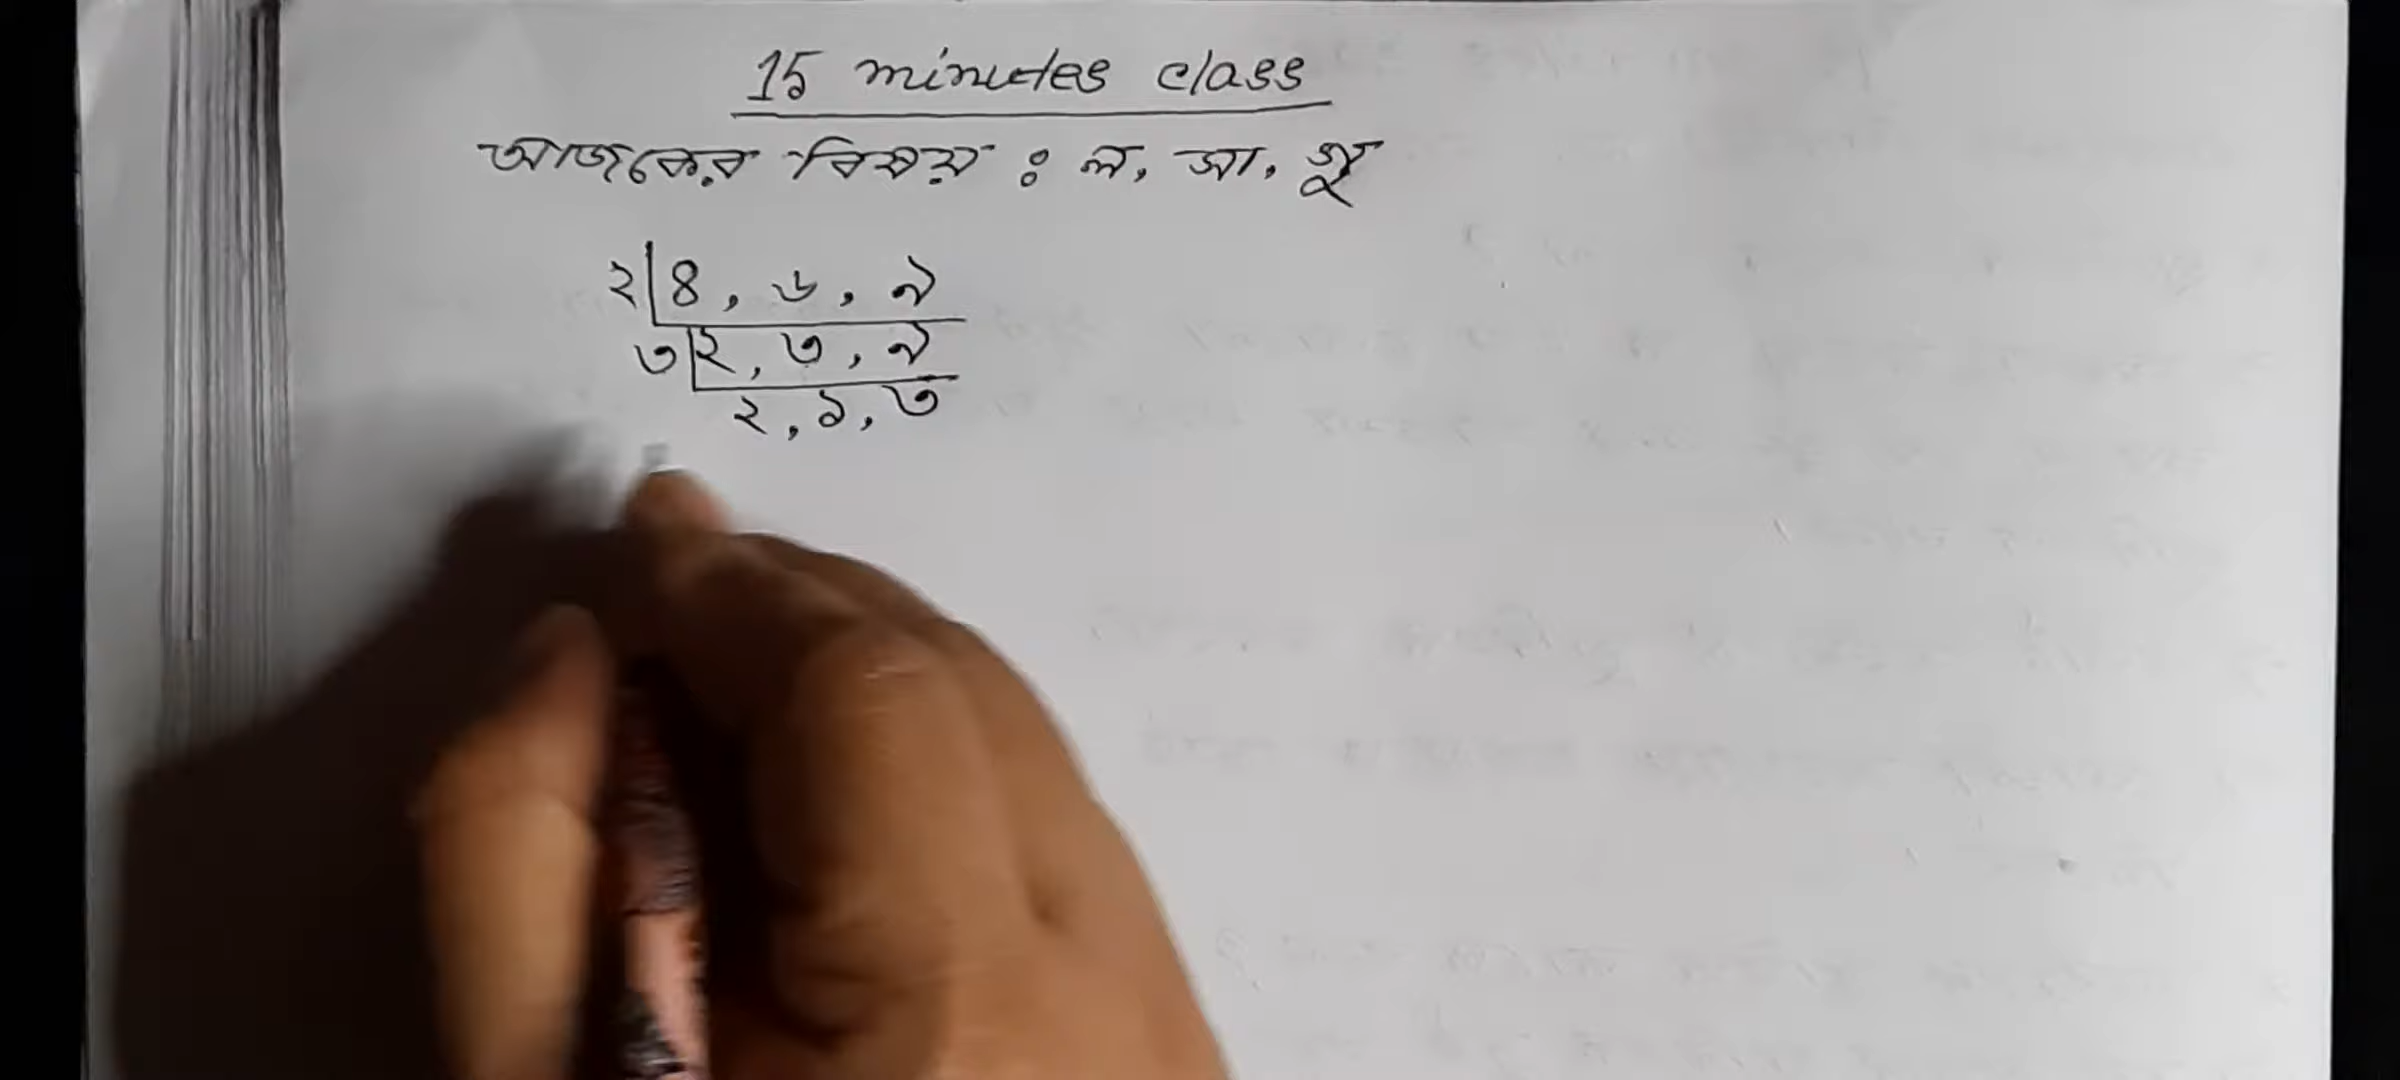 15 minutes class
আজকের বিষয় : ল. সা. গু
২|৪, ৬, ৯
৩|২, ৩, ৯
২, ১, ৩